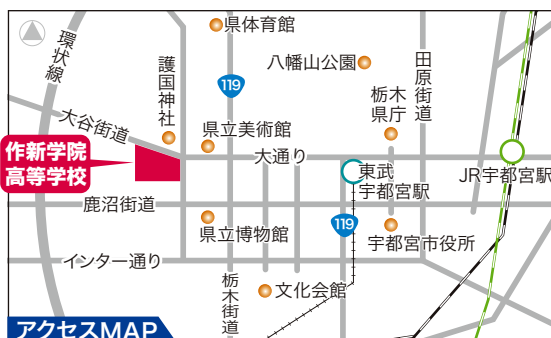 県体育館
環状線
護国神社
119
八幡山公園
田原街道
栃木
県庁
大谷街道
県立美術館
作新学院
高等学校
大通り
東武
宇都宮駅
JR宇都宮駅
鹿沼街道
県立博物館
119
宇都宮市役所
インター通り
栃木街道
文化会館
アクセスMAP